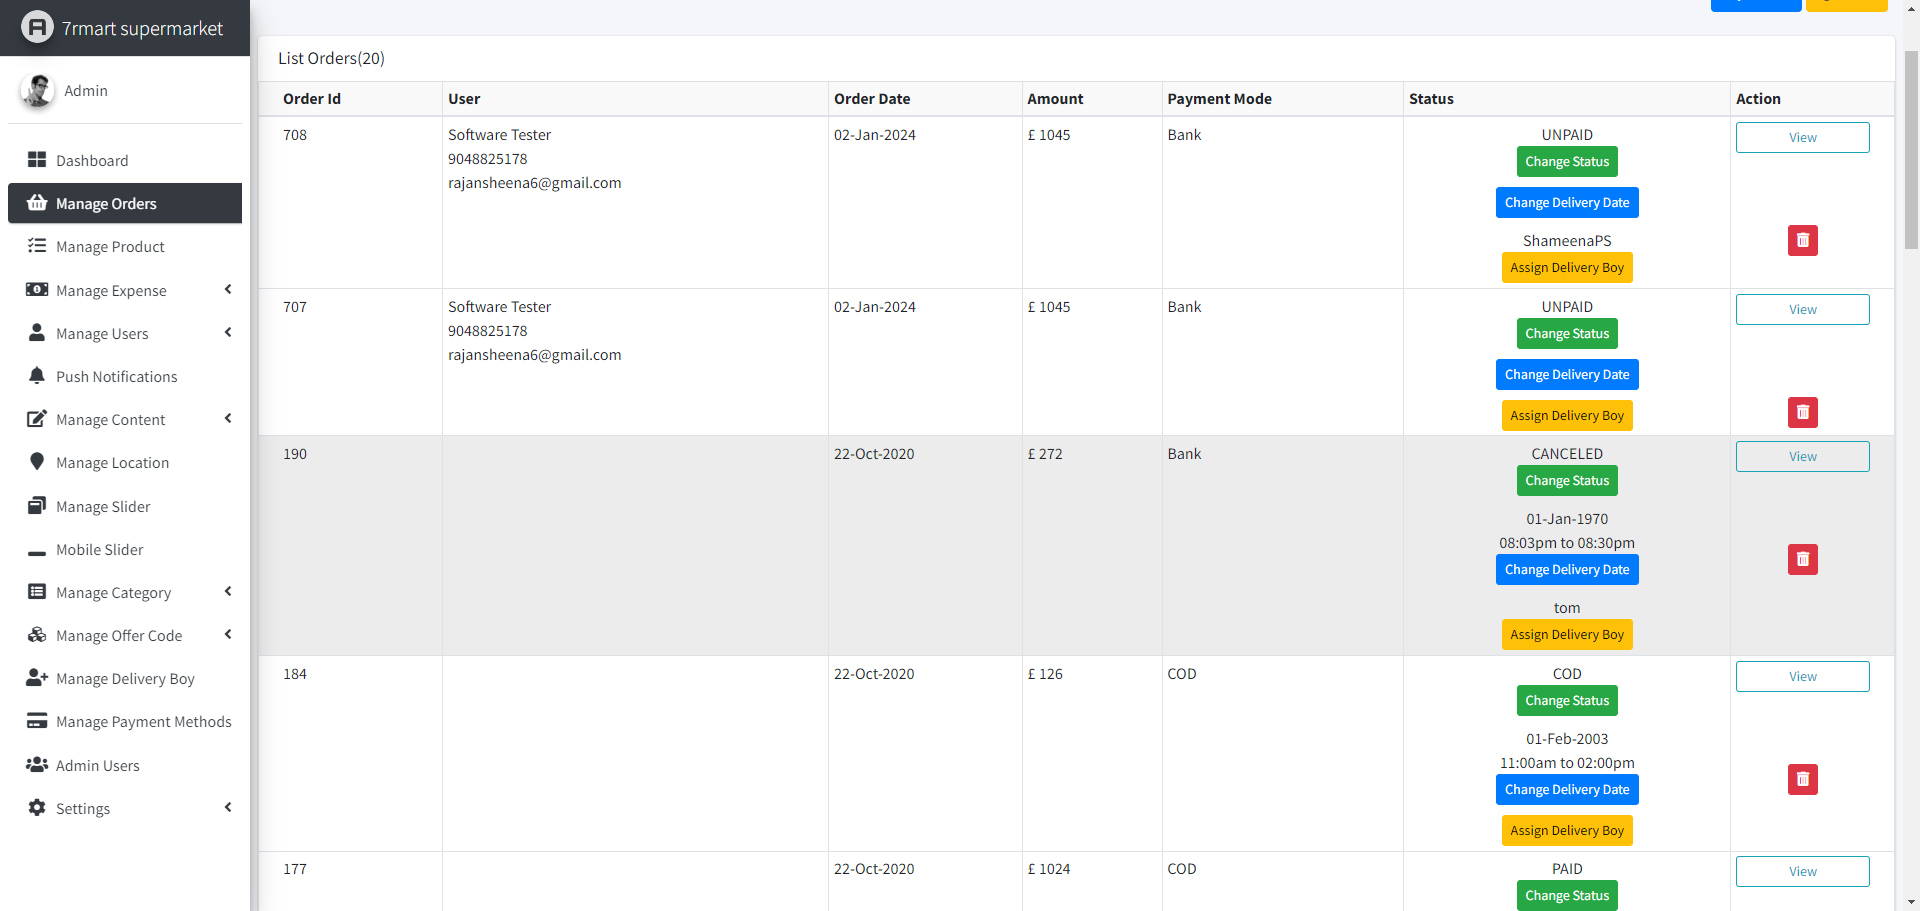 7rmart supermarket
Admin
Dashboard
Manage Orders
Manage Product
Manage Expense
Manage Users
Push Notifications
Manage Content
Manage Location
Manage Slider
Mobile Slider
Manage Category
Manage Offer Code
Manage Delivery Boy
Manage Payment Methods
Admin Users
Settings
List Orders(20)
Order Id User Order Date Amount Payment Mode Status Action
708 Software Tester 02-Jan-2024 £ 1045 Bank UNPAID View
9048825178 Change Status
rajansheena6@gmail.com Change Delivery Date
ShameenaPS
Assign Delivery Boy
707 Software Tester 02-Jan-2024 £ 1045 Bank UNPAID View
9048825178 Change Status
rajansheena6@gmail.com Change Delivery Date
Assign Delivery Boy
190 22-Oct-2020 £ 272 Bank CANCELED View
Change Status
01-Jan-1970
08:03pm to 08:30pm
Change Delivery Date
tom
Assign Delivery Boy
184 22-Oct-2020 £ 126 COD COD View
Change Status
01-Feb-2003
11:00am to 02:00pm
Change Delivery Date
Assign Delivery Boy
177 22-Oct-2020 £ 1024 COD PAID View
Change Status